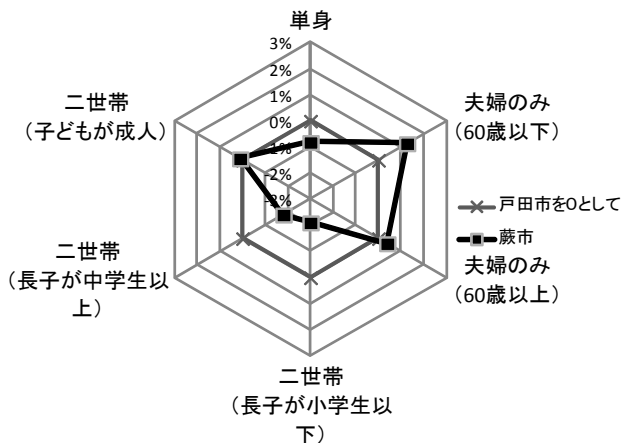 単身
3%
2%
1%
0%
-1%
-2%
-3%
夫婦のみ
（60歳以下）
夫婦のみ
（60歳以上）
二世帯
（長子が小学生以
下）
二世帯
（長子が中学生以
上）
二世帯
（子どもが成人）
戸田市を0として
蕨市